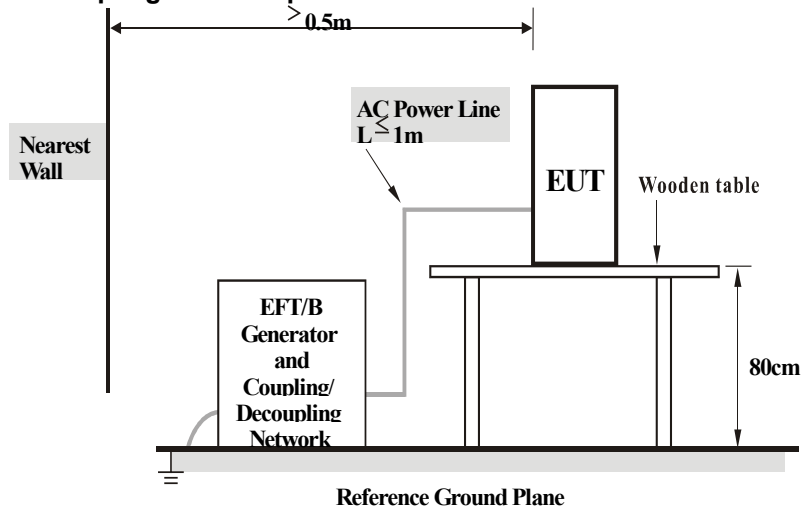 > 0.5m
AC Power Line
L ≤ 1m
Nearest
Wall
EUT
Wooden table
EFT/B
Generator
and
Coupling/
Decoupling
Network
80cm
Reference Ground Plane